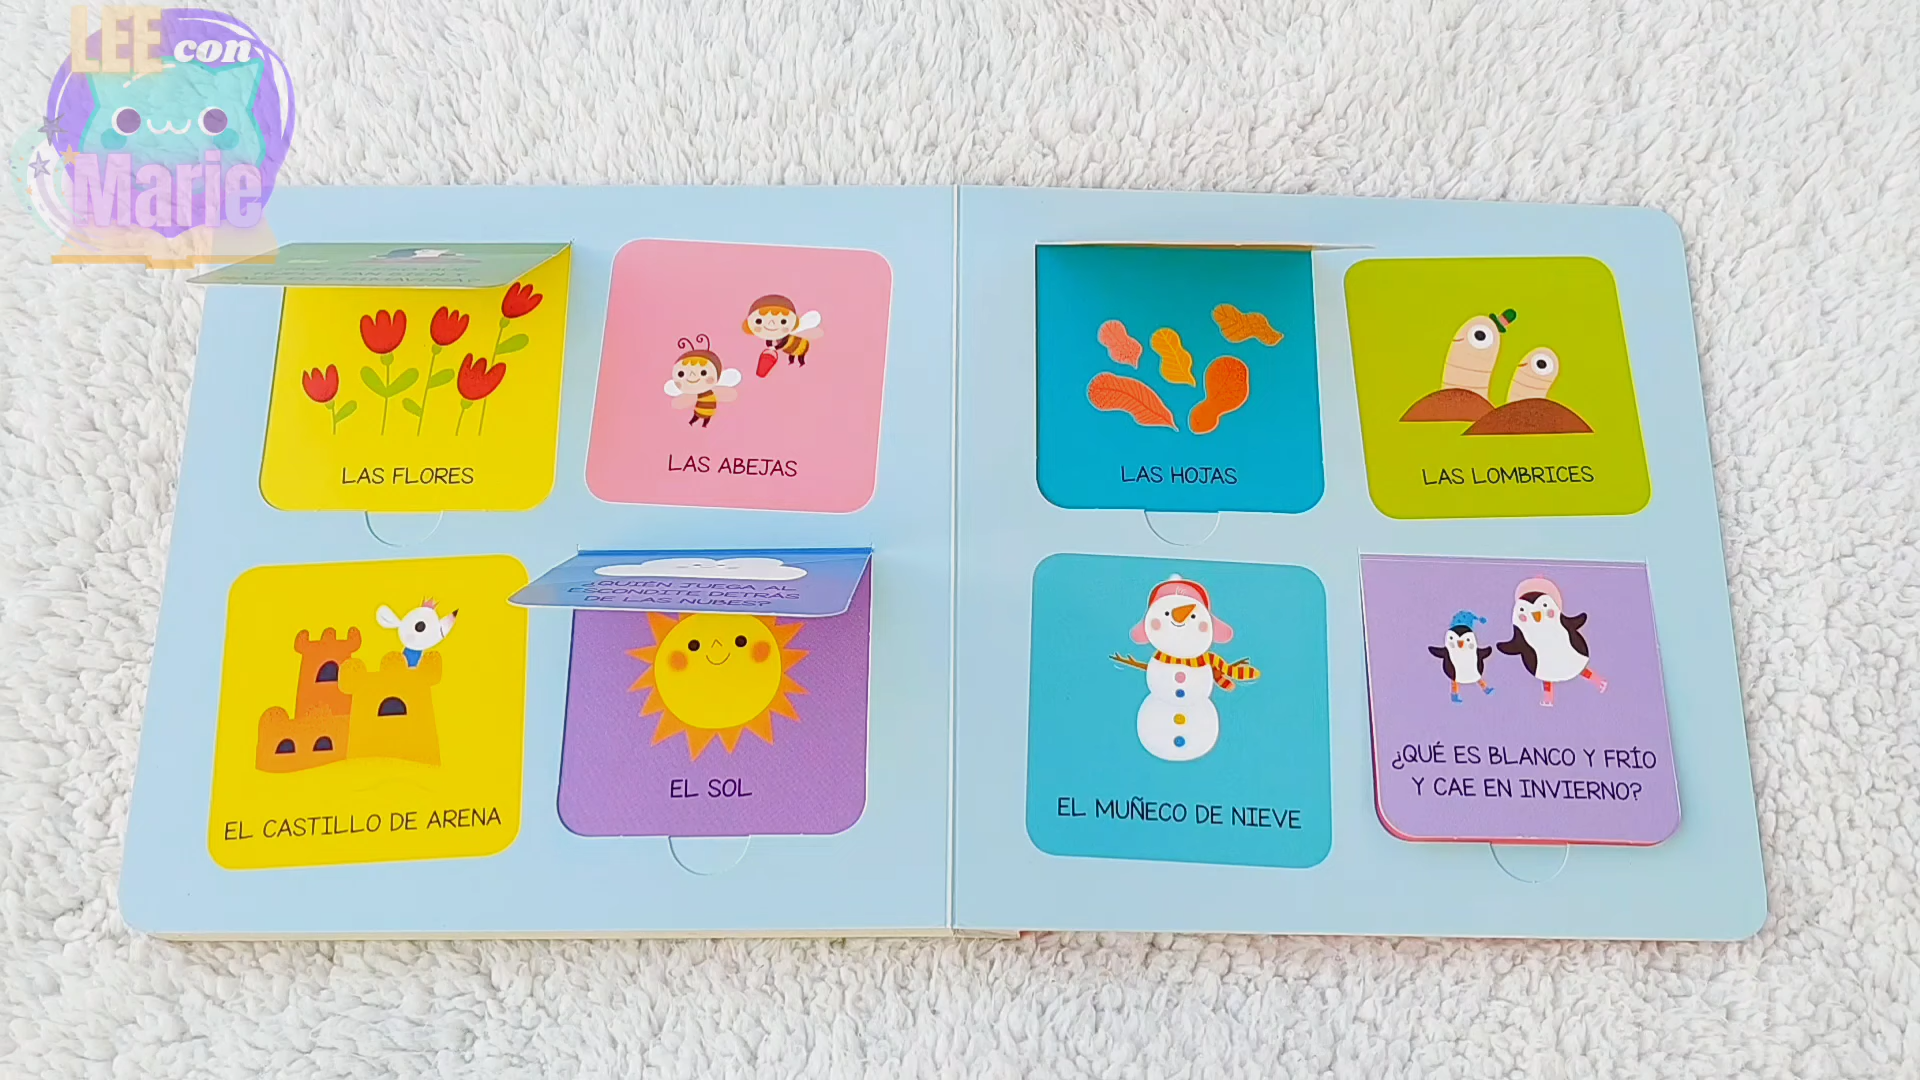 LEE con
Marie
LAS FLORES
LAS ABEJAS
EL CASTILLO DE ARENA
¿QUIÉN JUEGA AL
ESCONDITE DETRÁS
DE LAS NUBES?
EL SOL
LAS HOJAS
LAS LOMBRICES
EL MUÑECO DE NIEVE
¿QUÉ ES BLANCO Y FRÍO
Y CAE EN INVIERNO?